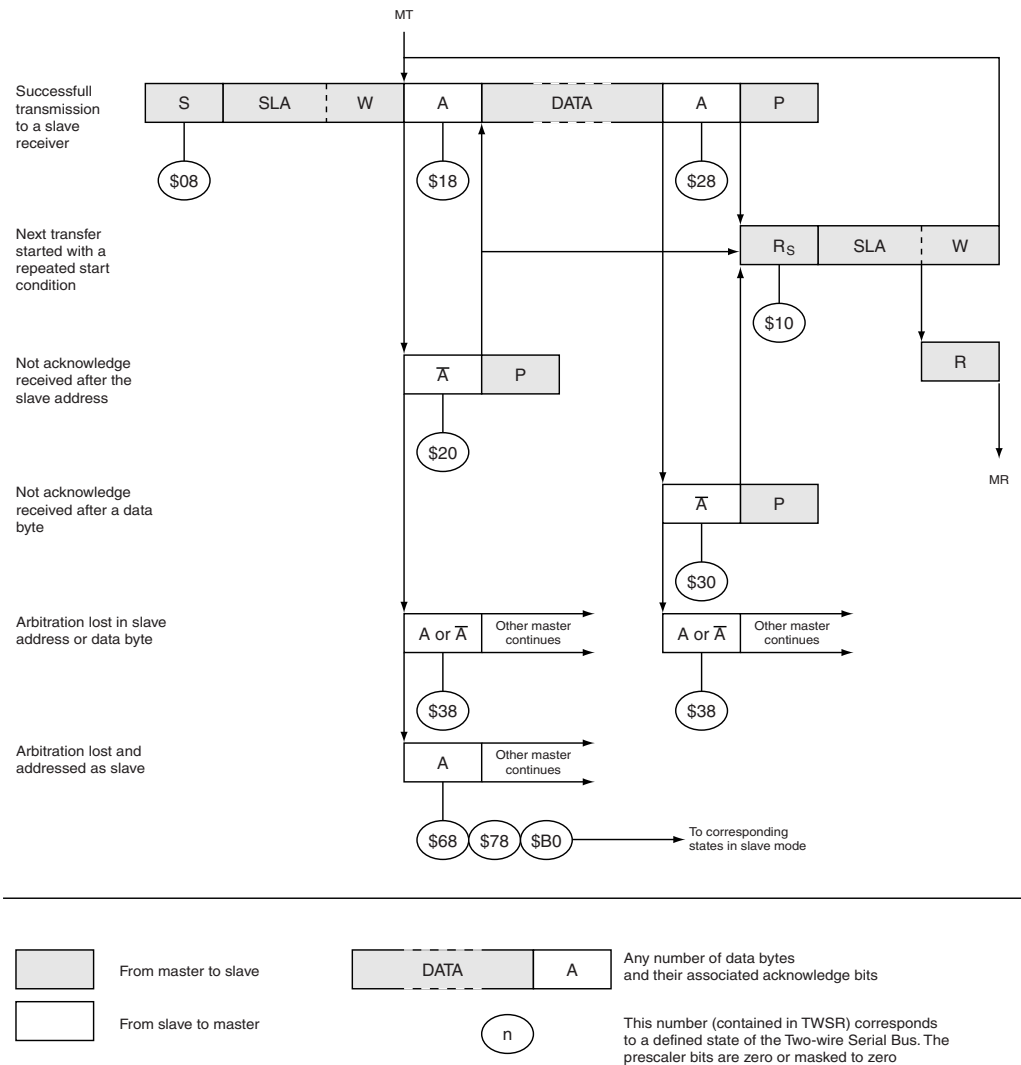 MT
Successfull
transmission
to a slave
receiver
S SLA W A DATA A P
$08 $18 $28
Next transfer
started with a
repeated start
condition
RS SLA W
$10
Not acknowledge
received after the
slave address
A̅ P
R
$20
MR
Not acknowledge
received after a data
byte
A̅ P
$30
Arbitration lost in slave
address or data byte
A or A̅
Other master
continues
A or A̅
Other master
continues
$38 $38
Arbitration lost and
addressed as slave
A
Other master
continues
$68 $78 $B0
To corresponding
states in slave mode
From master to slave
DATA A
Any number of data bytes
and their associated acknowledge bits
From slave to master
n
This number (contained in TWSR) corresponds
to a defined state of the Two-wire Serial Bus. The
prescaler bits are zero or masked to zero